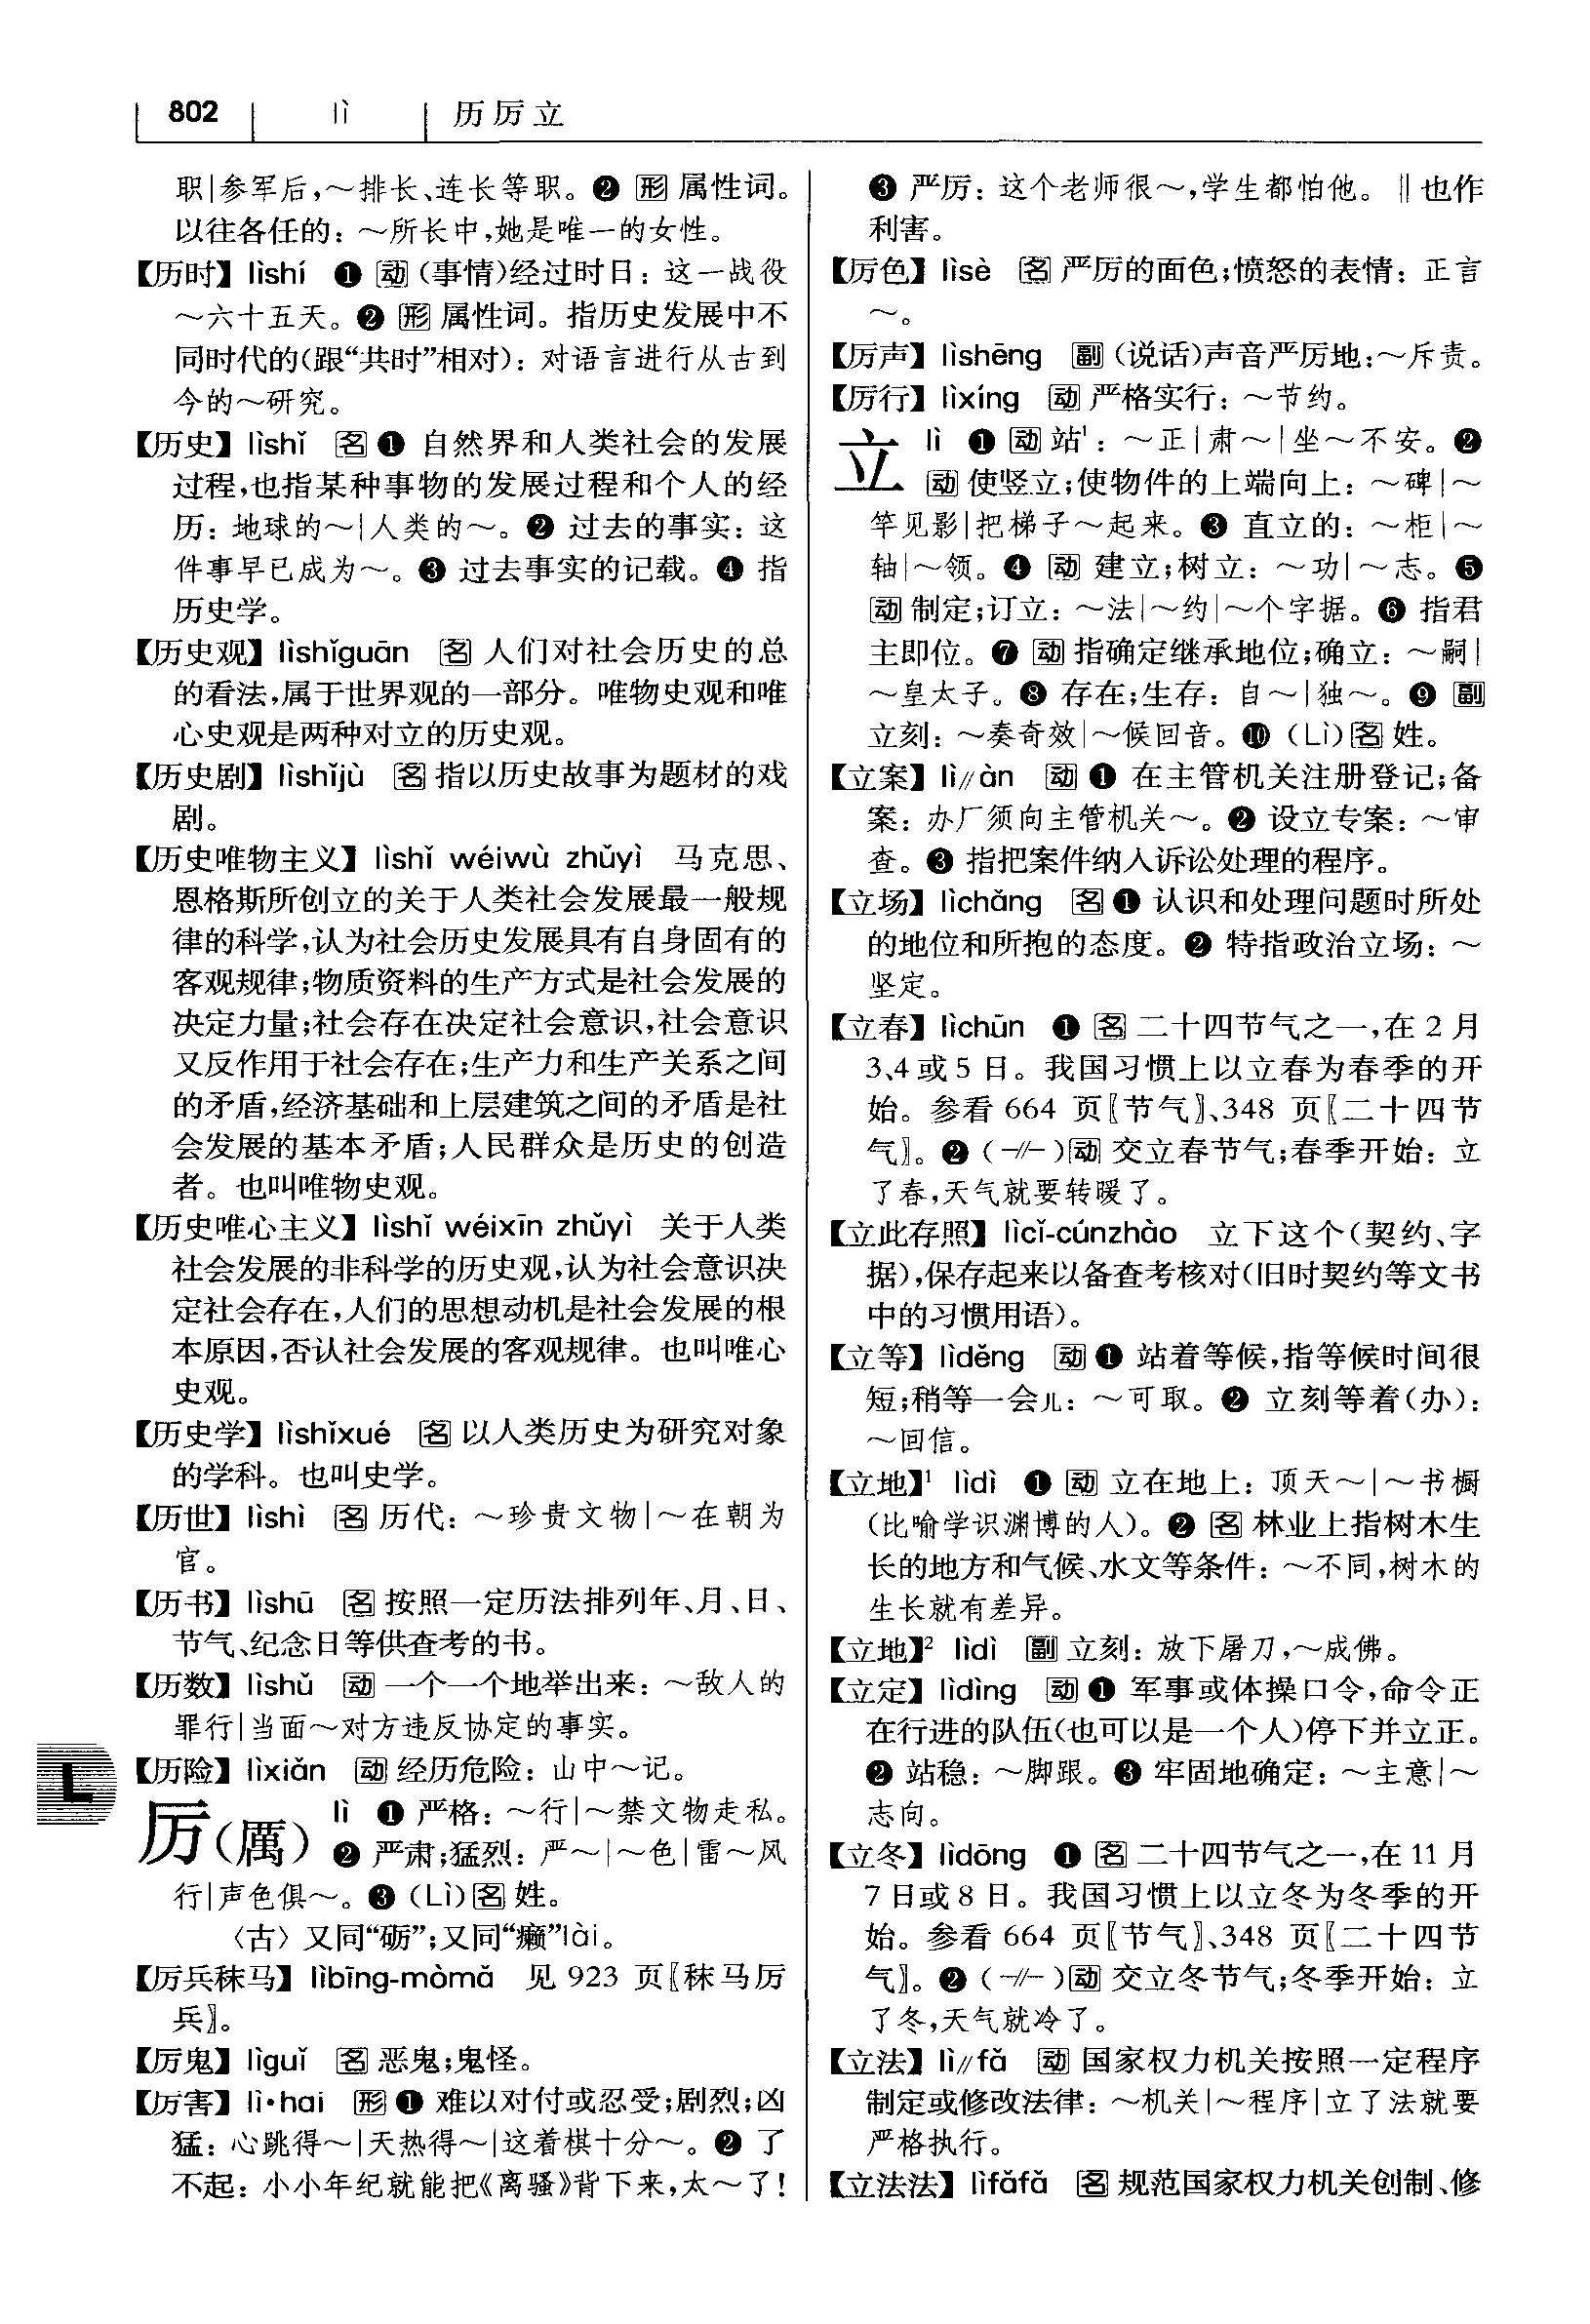 802 lì 历厉立
职|参军后,～排长、连长等职。❷ 形 属性词。
以往各任的：～所长中,她是唯一的女性。
【历时】lìshí ❶ 动 (事情)经过时日：这一战役
～六十五天。❷ 形 属性词。指历史发展中不
同时代的(跟“共时”相对)：对语言进行从古到
今的～研究。
【历史】lìshǐ 名 ❶ 自然界和人类社会的发展
过程,也指某种事物的发展过程和个人的经
历：地球的～|人类的～。❷ 过去的事实：这
件事早已成为～。❸ 过去事实的记载。❹ 指
历史学。
【历史观】lìshǐguān 名 人们对社会历史的总
的看法,属于世界观的一部分。唯物史观和唯
心史观是两种对立的历史观。
【历史剧】lìshǐjù 名 指以历史故事为题材的戏
剧。
【历史唯物主义】lìshǐ wéiwù zhǔyì 马克思、
恩格斯所创立的关于人类社会发展最一般规
律的科学,认为社会历史发展具有自身固有的
客观规律;物质资料的生产方式是社会发展的
决定力量;社会存在决定社会意识,社会意识
又反作用于社会存在;生产力和生产关系之间
的矛盾,经济基础和上层建筑之间的矛盾是社
会发展的基本矛盾;人民群众是历史的创造
者。也叫唯物史观。
【历史唯心主义】lìshǐ wéixīn zhǔyì 关于人类
社会发展的非科学的历史观,认为社会意识决
定社会存在,人们的思想动机是社会发展的根
本原因,否认社会发展的客观规律。也叫唯心
史观。
【历史学】lìshǐxué 名 以人类历史为研究对象
的学科。也叫史学。
【历世】lìshì 名 历代：～珍贵文物|～在朝为
官。
【历书】lìshū 名 按照一定历法排列年、月、日、
节气、纪念日等供查考的书。
【历数】lìshǔ 动 一个一个地举出来：～敌人的
罪行|当面～对方违反协定的事实。
【历险】lìxiǎn 动 经历危险：山中～记。
L
厉(厲) lì ❶ 严格：～行|～禁文物走私。
❷ 严肃;猛烈：严～|～色|雷～风
行|声色俱～。❸ (Lì) 名 姓。
〈古〉又同“砺”;又同“癞”lài。
【厉兵秣马】lìbīng-mòmǎ 见 923 页〖秣马厉
兵〗。
【厉鬼】lìguǐ 名 恶鬼;鬼怪。
【厉害】lì·hai 形 ❶ 难以对付或忍受;剧烈;凶
猛：心跳得～|天热得～|这着棋十分～。❷ 了
不起：小小年纪就能把《离骚》背下来,太～了!
❸ 严厉：这个老师很～,学生都怕他。‖也作
利害。
【厉色】lìsè 名 严厉的面色;愤怒的表情：正言
～。
【厉声】lìshēng 副 (说话)声音严厉地:～斥责。
【厉行】lìxíng 动 严格实行：～节约。
立 lì ❶ 动 站¹：～正|肃～|坐～不安。❷
动 使竖立;使物件的上端向上：～碑|～
竿见影|把梯子～起来。❸ 直立的：～柜|～
轴|～领。❹ 动 建立;树立：～功|～志。❺
动 制定;订立：～法|～约|～个字据。❻ 指君
主即位。❼ 动 指确定继承地位;确立：～嗣|
～皇太子。❽ 存在;生存：自～|独～。❾ 副
立刻：～奏奇效|～候回音。❿ (Lì) 名 姓。
【立案】lì//àn 动 ❶ 在主管机关注册登记;备
案：办厂须向主管机关～。❷ 设立专案：～审
查。❸ 指把案件纳入诉讼处理的程序。
【立场】lìchǎng 名 ❶ 认识和处理问题时所处
的地位和所抱的态度。❷ 特指政治立场：～
坚定。
【立春】lìchūn ❶ 名 二十四节气之一,在 2 月
3、4 或 5 日。我国习惯上以立春为春季的开
始。参看 664 页〖节气〗、348 页〖二十四节
气〗。❷ (-//-) 动 交立春节气;春季开始：立
了春,天气就要转暖了。
【立此存照】lìcǐ-cúnzhào 立下这个(契约、字
据),保存起来以备查考核对(旧时契约等文书
中的习惯用语)。
【立等】lìděng 动 ❶ 站着等候,指等候时间很
短;稍等一会儿：～可取。❷ 立刻等着(办)：
～回信。
【立地】¹ lìdì ❶ 动 立在地上：顶天～|～书橱
(比喻学识渊博的人)。❷ 名 林业上指树木生
长的地方和气候、水文等条件：～不同,树木的
生长就有差异。
【立地】² lìdì 副 立刻：放下屠刀,～成佛。
【立定】lìdìng 动 ❶ 军事或体操口令,命令正
在行进的队伍(也可以是一个人)停下并立正。
❷ 站稳：～脚跟。❸ 牢固地确定：～主意|～
志向。
【立冬】lìdōng ❶ 名 二十四节气之一,在 11 月
7 日或 8 日。我国习惯上以立冬为冬季的开
始。参看 664 页〖节气〗、348 页〖二十四节
气〗。❷ (-//-) 动 交立冬节气;冬季开始：立
了冬,天气就冷了。
【立法】lì//fǎ 动 国家权力机关按照一定程序
制定或修改法律：～机关|～程序|立了法就要
严格执行。
【立法法】lìfǎfǎ 名 规范国家权力机关创制、修